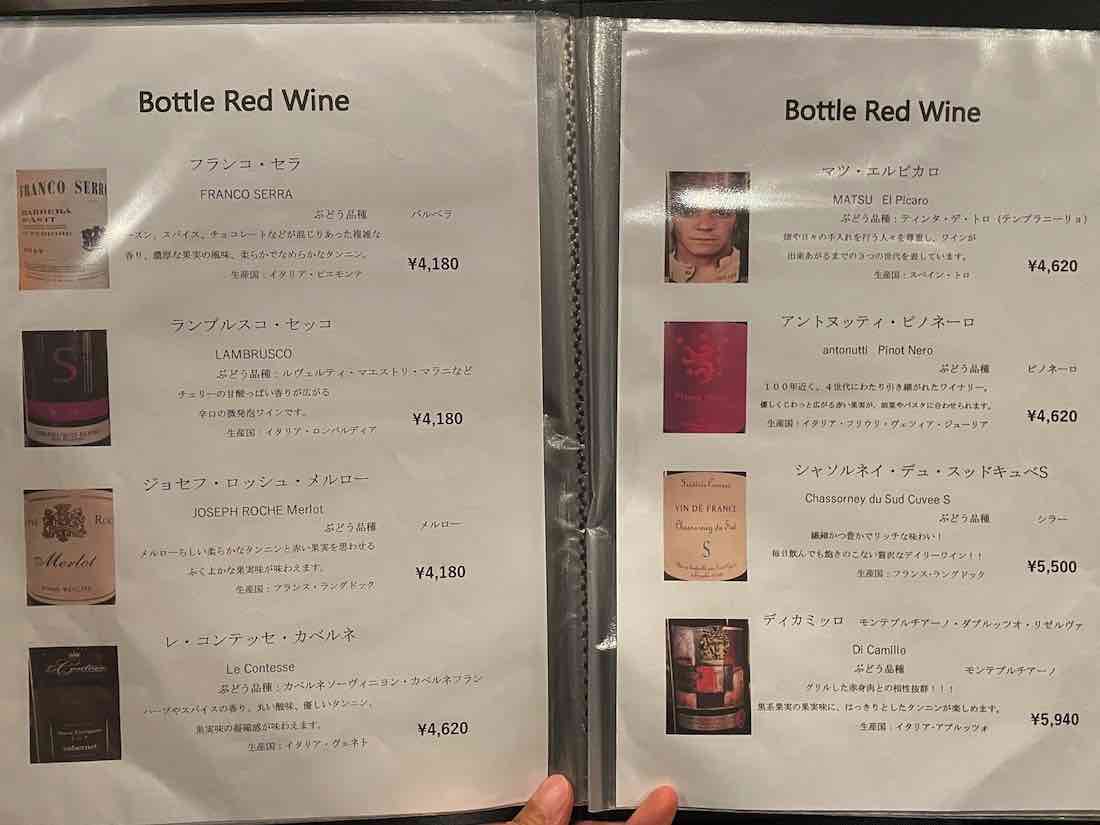 Bottle Red Wine
フランコ・セラ
FRANCO SERRA
ぶどう品種 バルベラ
スン、スパイス、チョコレートなどが混じりあった複雑な
香り、濃厚な果実の風味、柔らかでなめらかなタンニン。
生産国：イタリア・ピエモンテ
¥4,180
ランブルスコ・セッコ
LAMBRUSCO
ぶどう品種：ルヴェルティ・マエストリ・マラニなど
チェリーの甘酸っぱい香りが広がる
辛口の微発泡ワインです。
生産国：イタリア・ロンバルディア
¥4,180
ジョセフ・ロッシュ・メルロー
JOSEPH ROCHE Merlot
ぶどう品種 メルロー
メルローらしい柔らかなタンニンと赤い果実を思わせる
ふくよかな果実味が味わえます。
生産国：フランス・ラングドック
¥4,180
レ・コンテッセ・カベルネ
Le Contesse
ぶどう品種：カベルネソーヴィニヨン・カベルネフラン
ハーブやスパイスの香り、丸い酸味、優しいタンニン、
果実味の凝縮感が味わえます。
生産国：イタリア・ヴェネト
¥4,620
FRANCO SERR
S
Merlot
cabernet
Bottle Red Wine
マツ・エルピカロ
MATSU El Picaro
ぶどう品種：ティンタ・デ・トロ（テンプラニーリョ）
畑や日々の手入れを行う人々を尊重し、ワインが
出来あがるまでの３つの世代を表しています。
生産国：スペイン・トロ
¥4,620
アントヌッティ・ピノネーロ
antonutti Pinot Nero
ぶどう品種 ピノネーロ
１００年近く、４世代にわたり引き継がれたワイナリー。
優しくじわっと広がる赤い果実が、前菜やパスタに合わせられます。
生産国：イタリア・フリウリ・ヴェツィア・ジューリア
¥4,620
シャソルネイ・デュ・スッドキュベS
Chassorney du Sud Cuvee S
ぶどう品種 シラー
繊細かつ豊かでリッチな味わい！
毎日飲んでも飽きのこない贅沢なデイリーワイン！！
生産国：フランス・ラングドック
¥5,500
ディカミッロ モンテプルチアーノ・ダブルッツオ・リゼルヴァ
Di Camillo
ぶどう品種 モンテプルチアーノ
グリルした赤身肉との相性抜群！！！
黒系果実の果実味に、はっきりとしたタンニンが楽しめます。
生産国：イタリア・アブルッツォ
¥5,940
VIN DE FRANCE
Chassorney du Sud
S